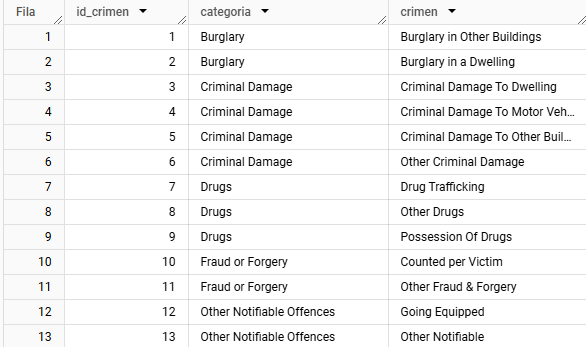 Fila id_crimen categoria crimen
1 1 Burglary Burglary in Other Buildings
2 2 Burglary Burglary in a Dwelling
3 3 Criminal Damage Criminal Damage To Dwelling
4 4 Criminal Damage Criminal Damage To Motor Veh...
5 5 Criminal Damage Criminal Damage To Other Buil...
6 6 Criminal Damage Other Criminal Damage
7 7 Drugs Drug Trafficking
8 8 Drugs Other Drugs
9 9 Drugs Possession Of Drugs
10 10 Fraud or Forgery Counted per Victim
11 11 Fraud or Forgery Other Fraud & Forgery
12 12 Other Notifiable Offences Going Equipped
13 13 Other Notifiable Offences Other Notifiable